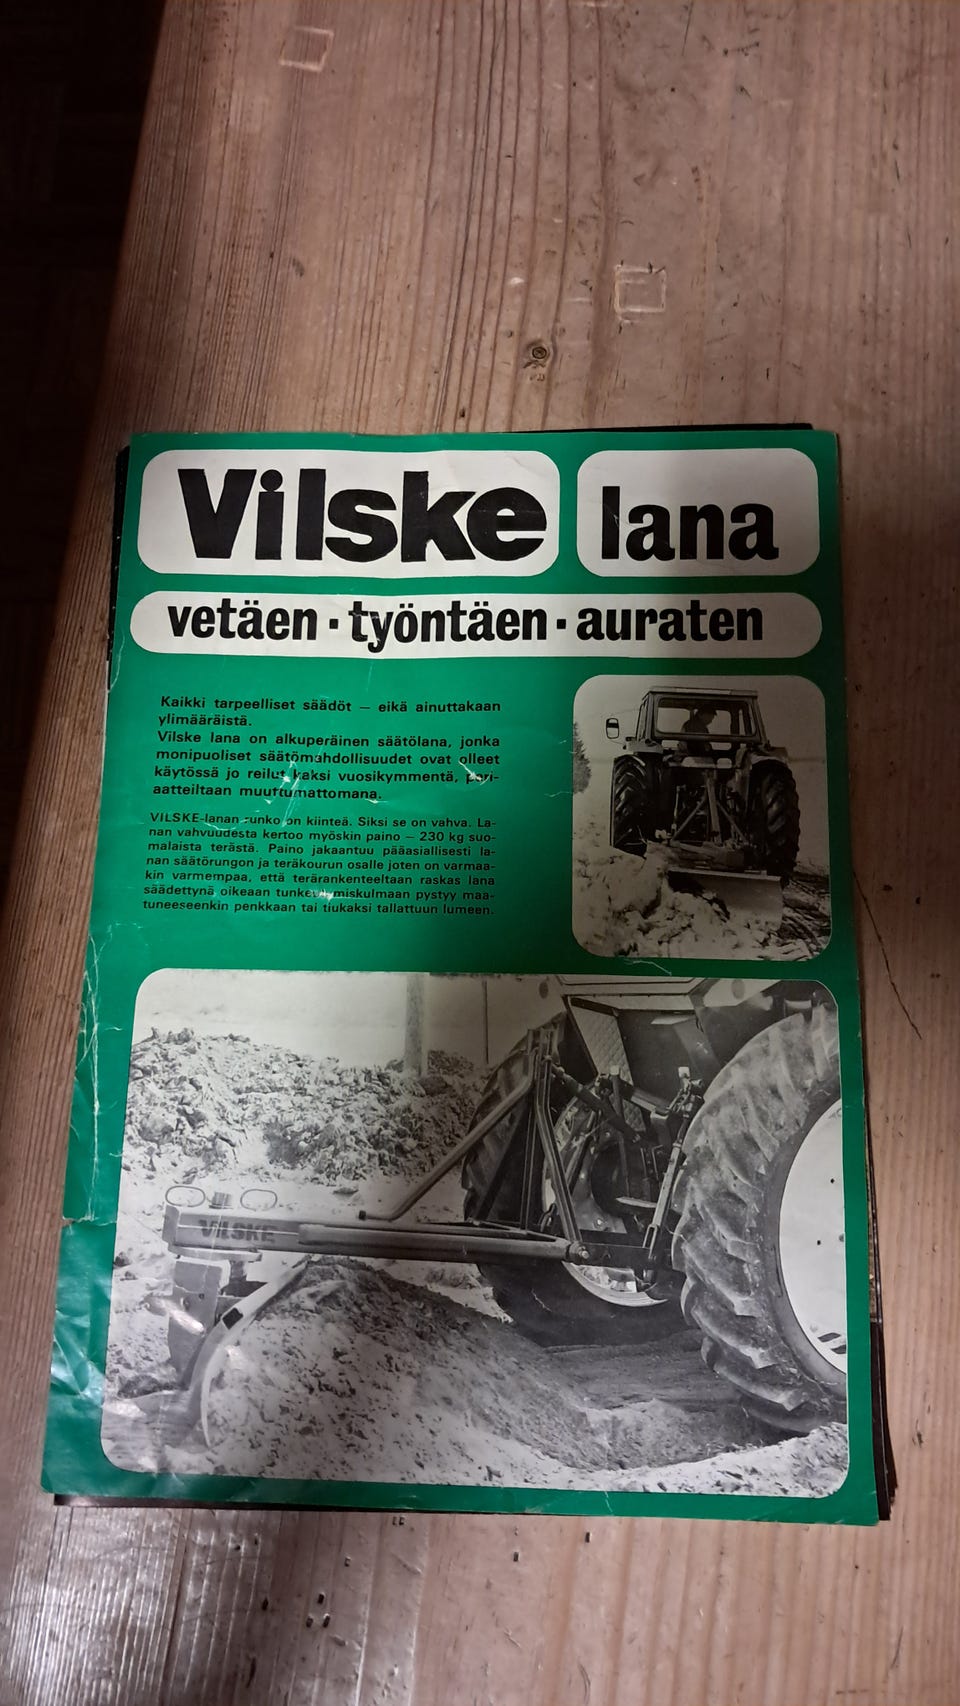 Vilske lana
vetäen · työntäen · auraten
Kaikki tarpeelliset säädöt — eikä ainuttakaan
ylimääräistä.
Vilske lana on alkuperäinen säätölana, jonka
monipuoliset säätömahdollisuudet ovat olleet
käytössä jo reilut kaksi vuosikymmentä, peri-
aatteiltaan muuttumattomana.
VILSKE-lanan runko on kiinteä. Siksi se on vahva. La-
nan vahvuudesta kertoo myöskin paino — 230 kg suo-
malaista terästä. Paino jakaantuu pääasiallisesti la-
nan säätörungon ja teräkourun osalle joten on varmaa-
kin varmempaa, että terärankenteeltaan raskas lana
säädettynä oikeaan tunkeutumiskulmaan pystyy maa-
tuneeseenkin penkkaan tai tiukaksi tallattuun lumeen.
VILSKE